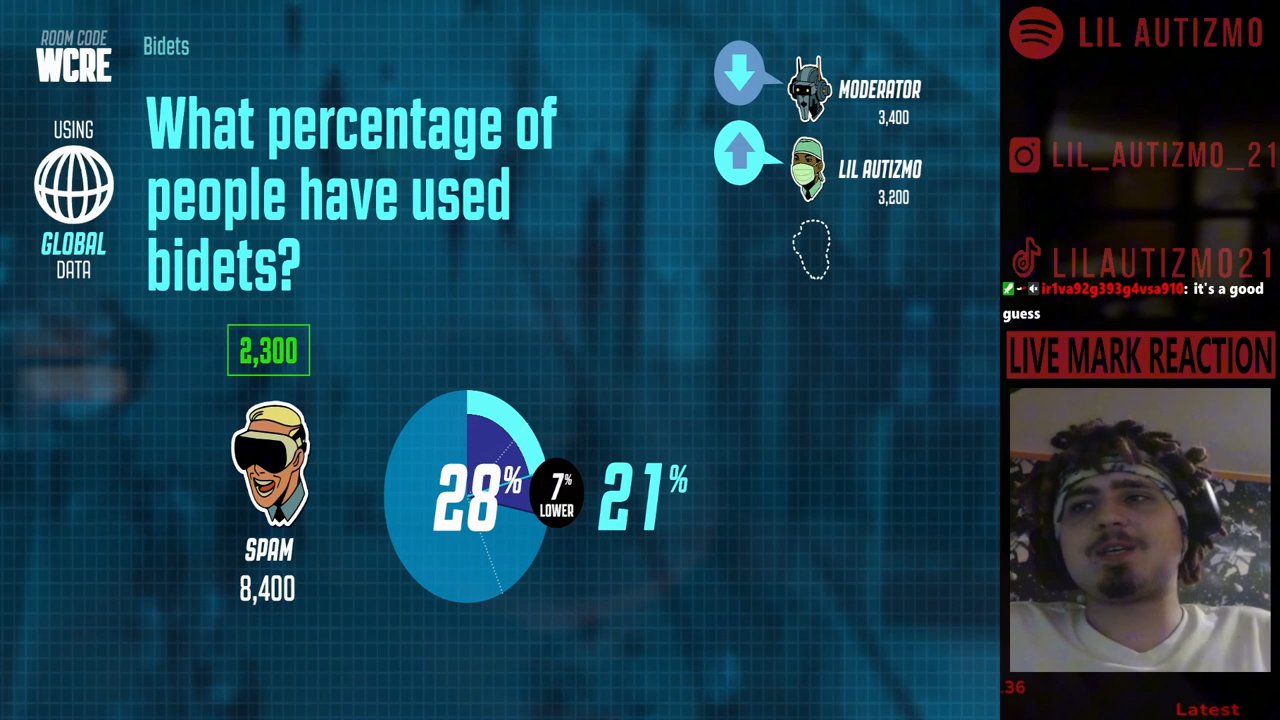 ROOM CODE
WCRE
USING
GLOBAL
DATA
Bidets
What percentage of
people have used
bidets?
MODERATOR
3,400
LIL AUTIZMO
3,200
2,300
SPAM
8,400
28%
7%
LOWER
21%
LIL AUTIZMO
LIL_AUTIZMO_21
LILAUTIZMO21
ir1va92g393g4vsa910: it's a good
guess
LIVE MARK REACTION
.36
Latest